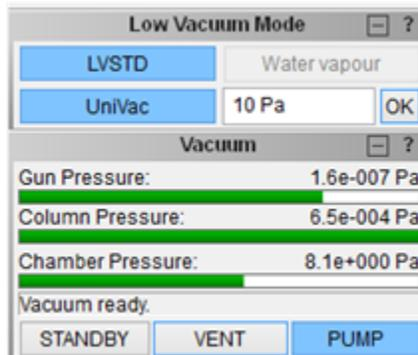 Low Vacuum Mode − ?
LVSTD Water vapour
UniVac 10 Pa OK
Vacuum − ?
Gun Pressure: 1.6e-007 Pa
Column Pressure: 6.5e-004 Pa
Chamber Pressure: 8.1e+000 Pa
Vacuum ready.
STANDBY VENT PUMP